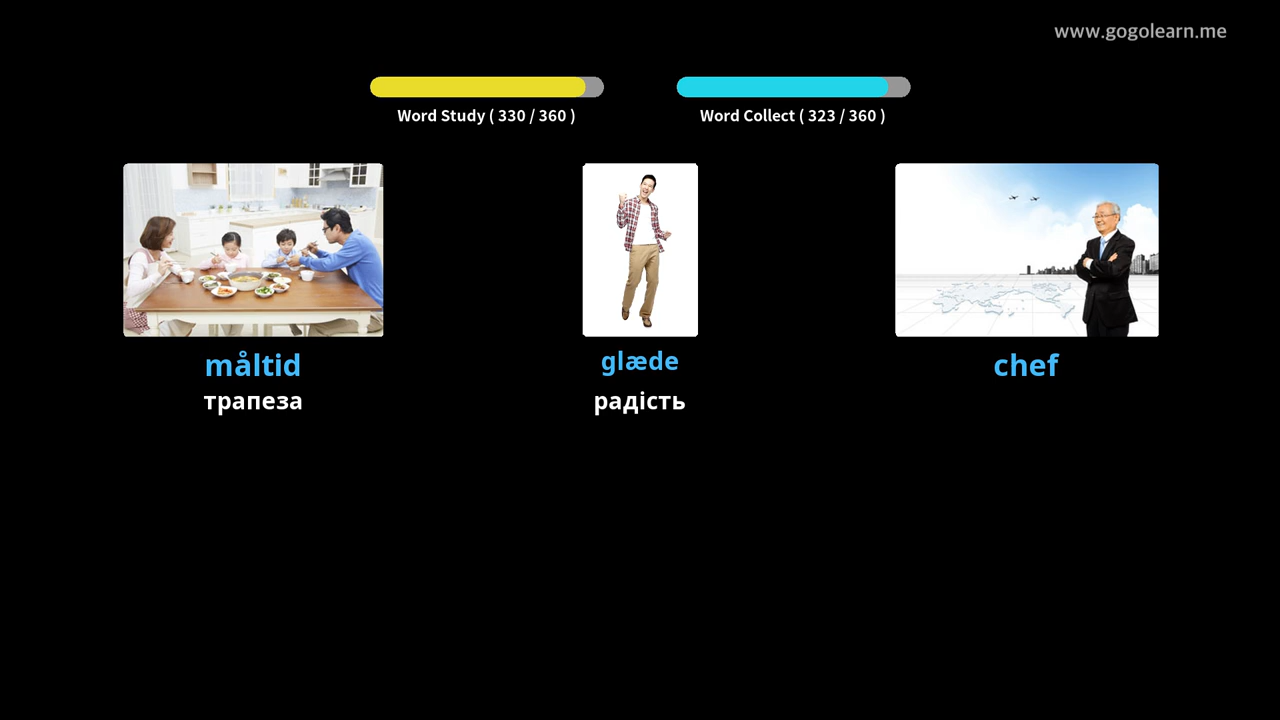 www.gogolearn.me
Word Study ( 330 / 360 )
Word Collect ( 323 / 360 )
måltid
glæde
chef
трапеза
радість